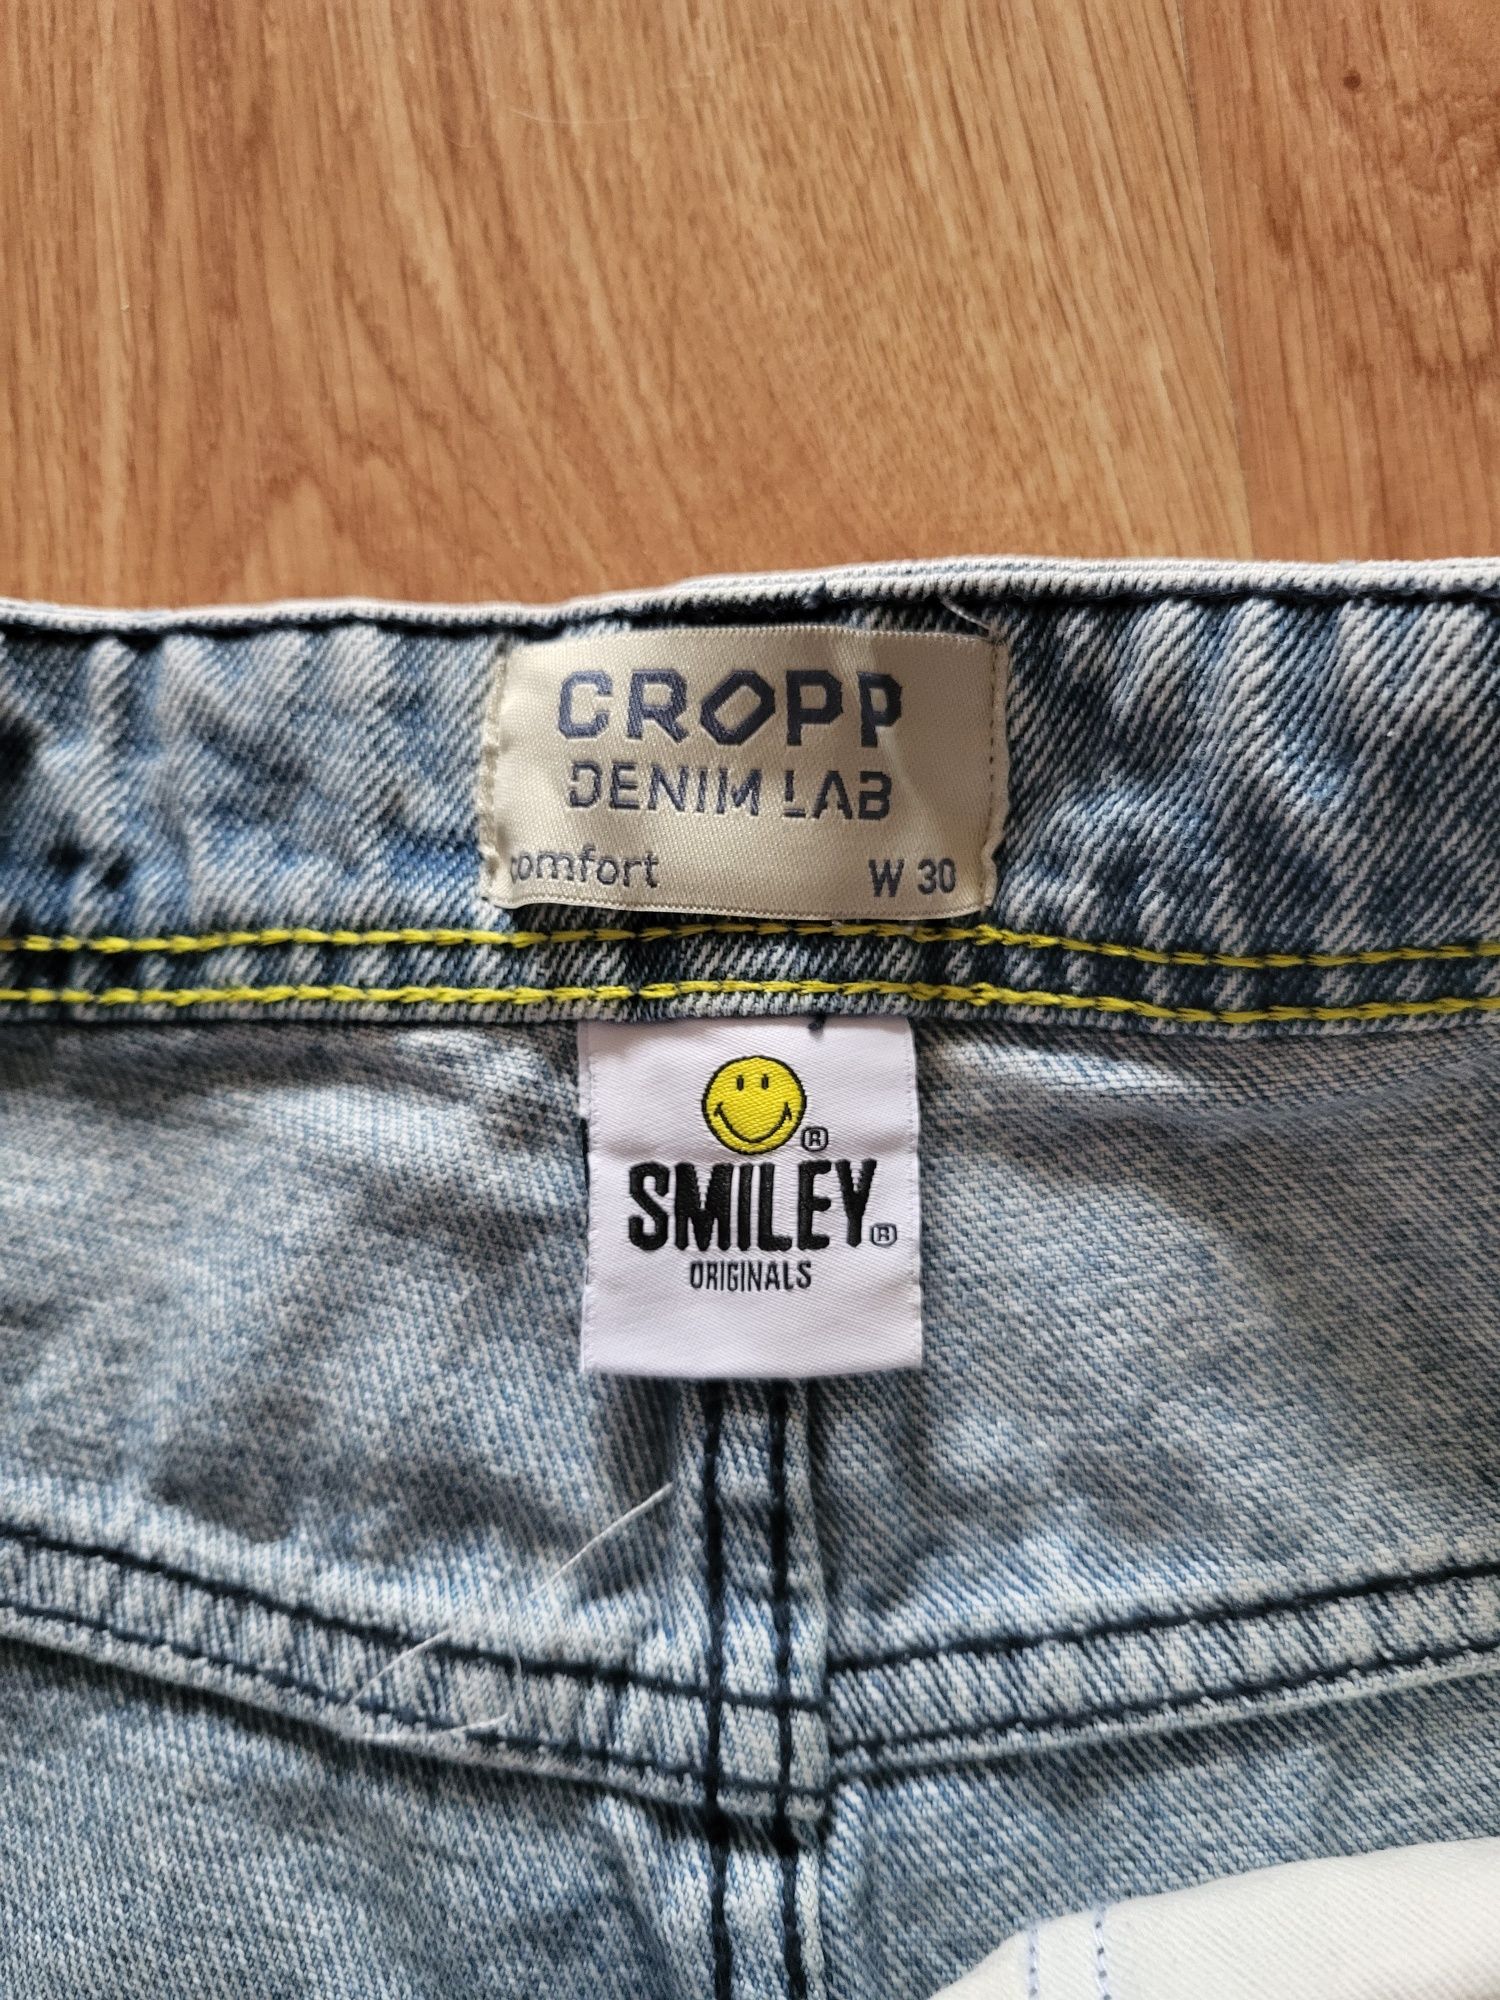 CROPP
DENIM LAB
comfort W 30
®
SMILEY®
ORIGINALS